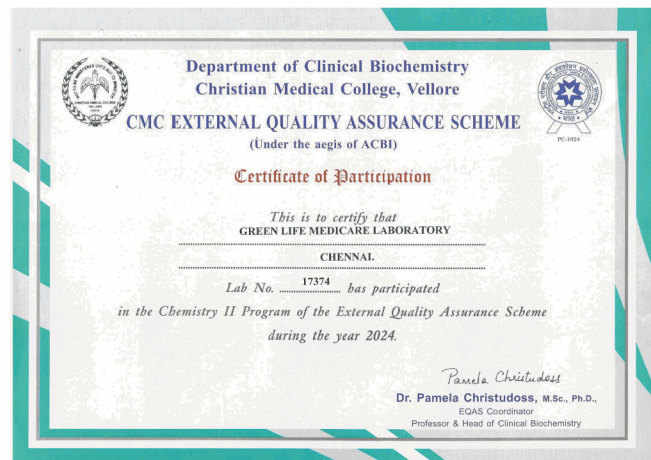 Department of Clinical Biochemistry
Christian Medical College, Vellore
CMC EXTERNAL QUALITY ASSURANCE SCHEME
(Under the aegis of ACBI)
Certificate of Participation
This is to certify that
GREEN LIFE MEDICARE LABORATORY
CHENNAI.
Lab No. 17374 has participated
in the Chemistry II Program of the External Quality Assurance Scheme
during the year 2024.
PC-1024
Pamela Christudoss
Dr. Pamela Christudoss, M.Sc., Ph.D.,
EQAS Coordinator
Professor & Head of Clinical Biochemistry